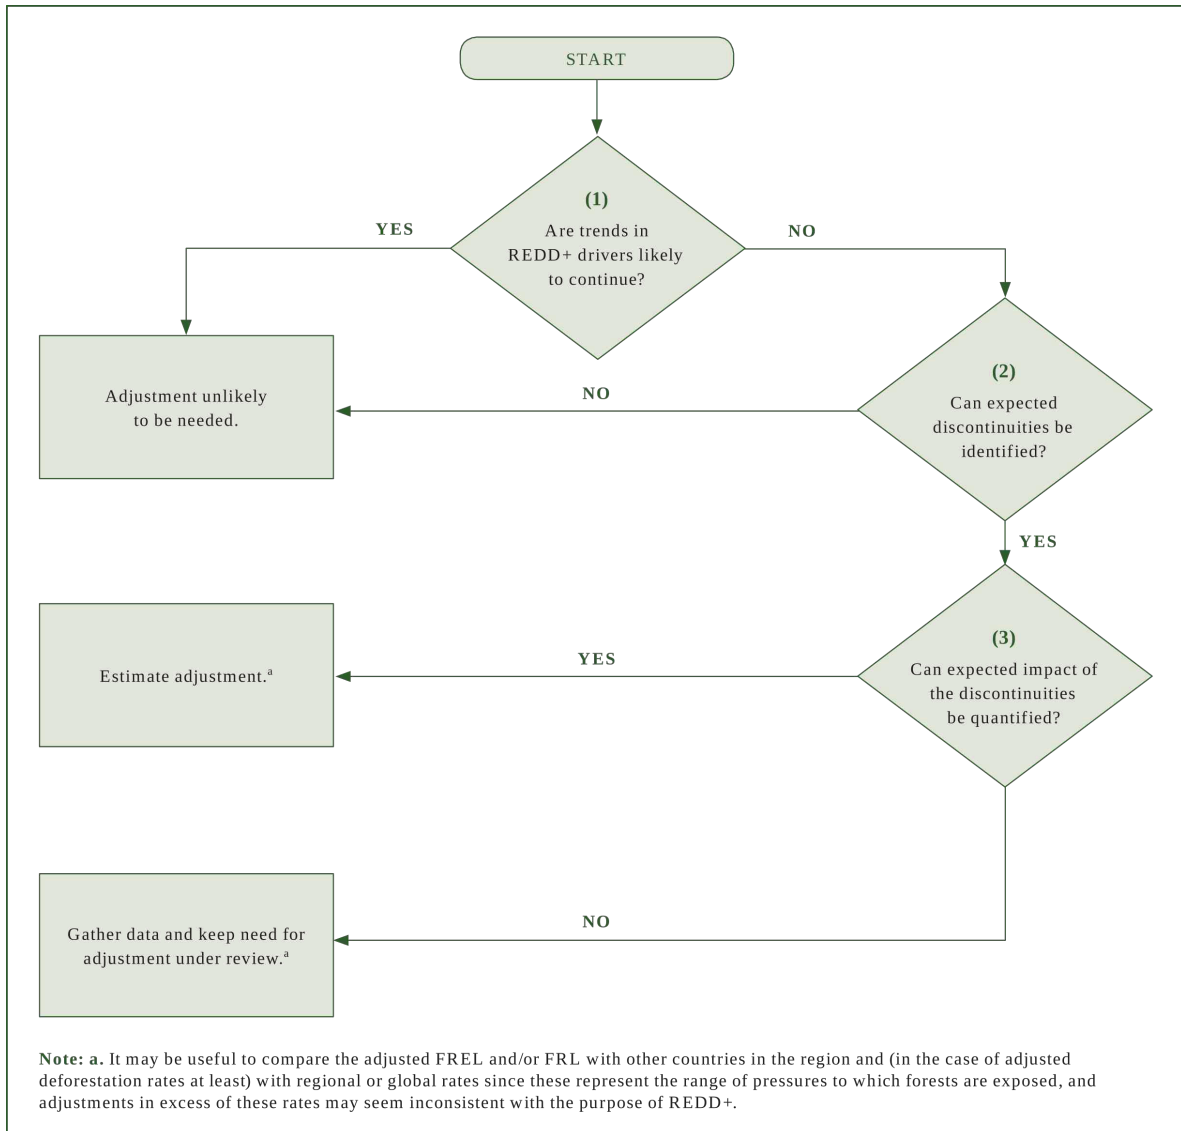 START
(1)
Are trends in
REDD+ drivers likely
to continue?
YES
NO
Adjustment unlikely
to be needed.
NO
(2)
Can expected
discontinuities be
identified?
YES
(3)
Can expected impact of
the discontinuities
be quantified?
YES
Estimate adjustment.a
NO
Gather data and keep need for
adjustment under review.a
Note: a. It may be useful to compare the adjusted FREL and/or FRL with other countries in the region and (in the case of adjusted
deforestation rates at least) with regional or global rates since these represent the range of pressures to which forests are exposed, and
adjustments in excess of these rates may seem inconsistent with the purpose of REDD+.